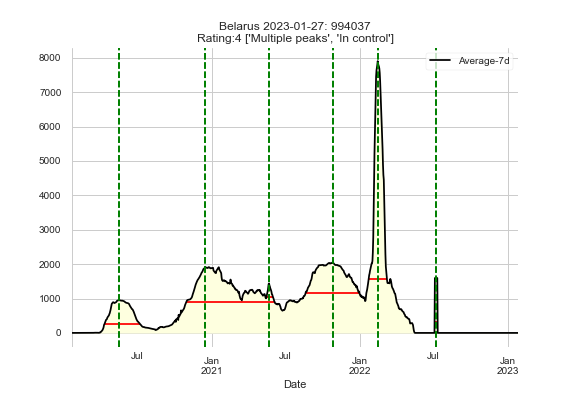 Belarus 2023-01-27: 994037
Rating:4 ['Multiple peaks', 'In control']
Average-7d
8000
7000
6000
5000
4000
3000
2000
1000
0
Jul
Jan
2021
Jul
Jan
2022
Jul
Jan
2023
Date